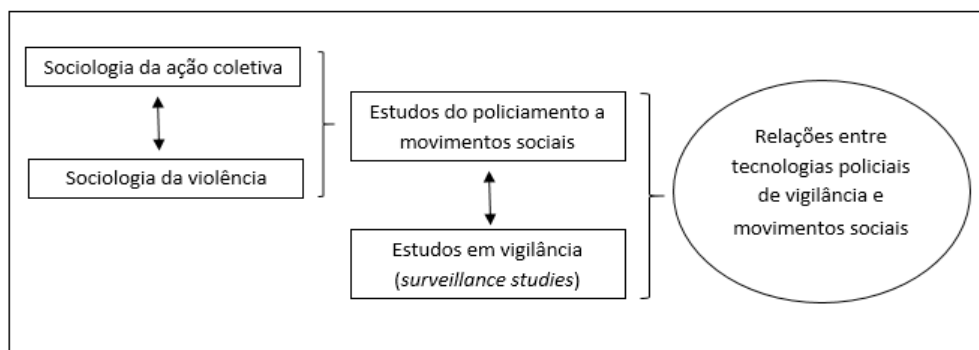 Sociologia da ação coletiva
Sociologia da violência
Estudos do policiamento a
movimentos sociais
Estudos em vigilância
(surveillance studies)
Relações entre
tecnologias policiais
de vigilância e
movimentos sociais